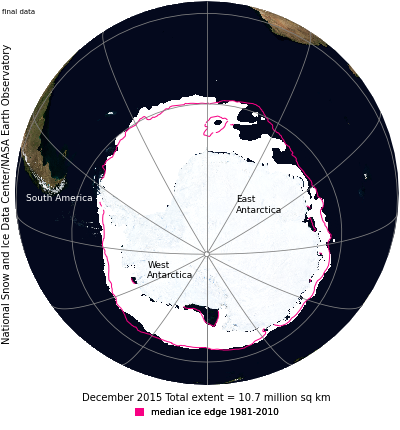 final data
National Snow and Ice Data Center/NASA Earth Observatory
South America
East
Antarctica
West
Antarctica
December 2015 Total extent = 10.7 million sq km
median ice edge 1981-2010